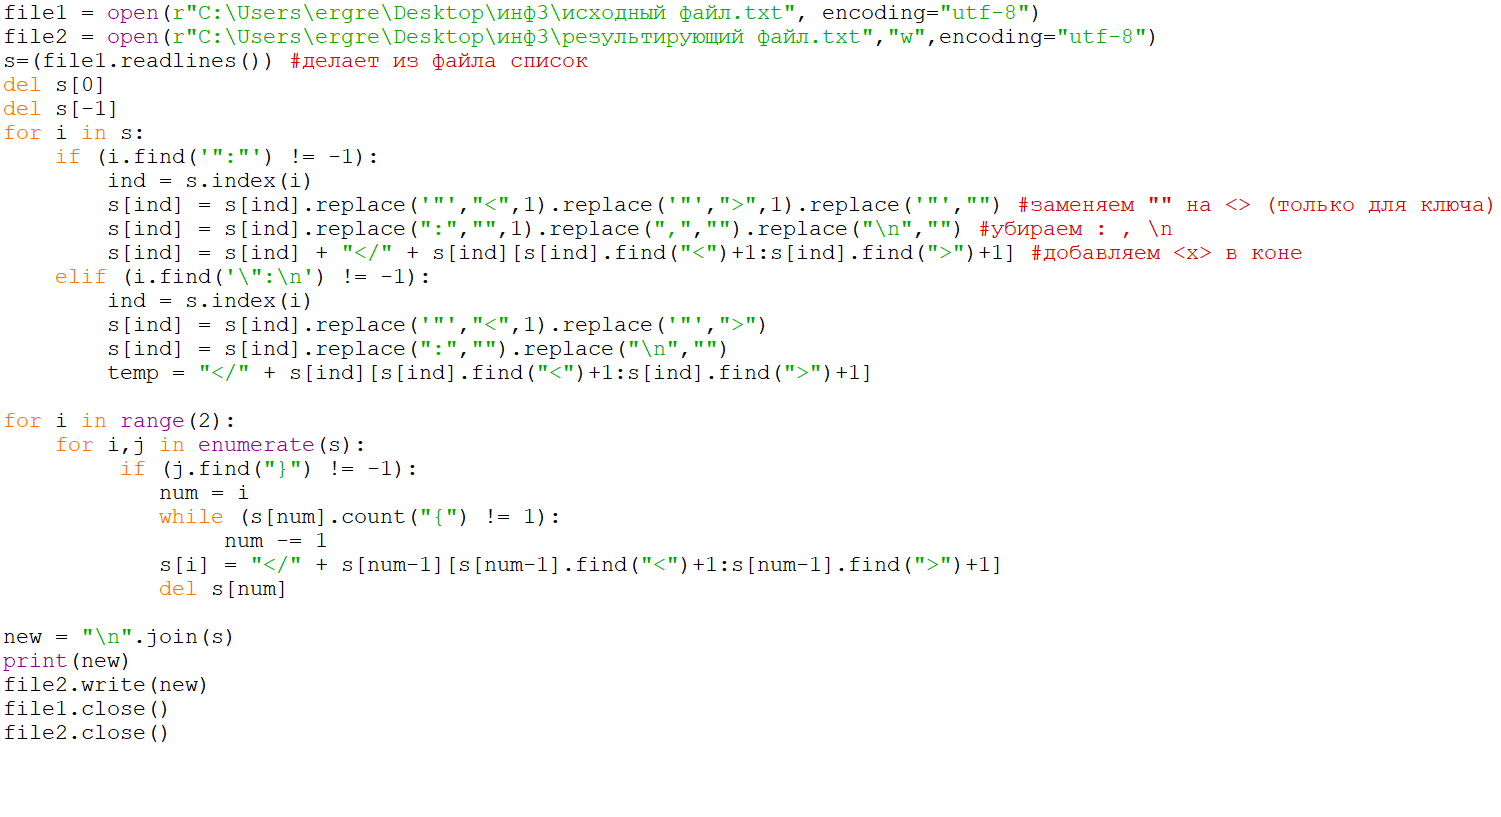 file1 = open(r"C:\Users\ergre\Desktop\инф3\исходный файл.txt", encoding="utf-8")
file2 = open(r"C:\Users\ergre\Desktop\инф3\результирующий файл.txt","w",encoding="utf-8")
s=(file1.readlines()) #делает из файла список
del s[0]
del s[-1]
for i in s:
    if (i.find('":"') != -1):
        ind = s.index(i)
        s[ind] = s[ind].replace('"',"<",1).replace('"',">",1).replace('"',"") #заменяем "" на <> (только для ключа)
        s[ind] = s[ind].replace(":","",1).replace(",","").replace("\n","") #убираем : , \n
        s[ind] = s[ind] + "</" + s[ind][s[ind].find("<")+1:s[ind].find(">")+1] #добавляем <x> в коне
    elif (i.find('\":\n') != -1):
        ind = s.index(i)
        s[ind] = s[ind].replace('"',"<",1).replace('"',">")
        s[ind] = s[ind].replace(":","").replace("\n","")
        temp = "</" + s[ind][s[ind].find("<")+1:s[ind].find(">")+1]

for i in range(2):
    for i,j in enumerate(s):
         if (j.find("}") != -1):
            num = i
            while (s[num].count("{") != 1):
                 num -= 1
            s[i] = "</" + s[num-1][s[num-1].find("<")+1:s[num-1].find(">")+1]
            del s[num]

new = "\n".join(s)
print(new)
file2.write(new)
file1.close()
file2.close()